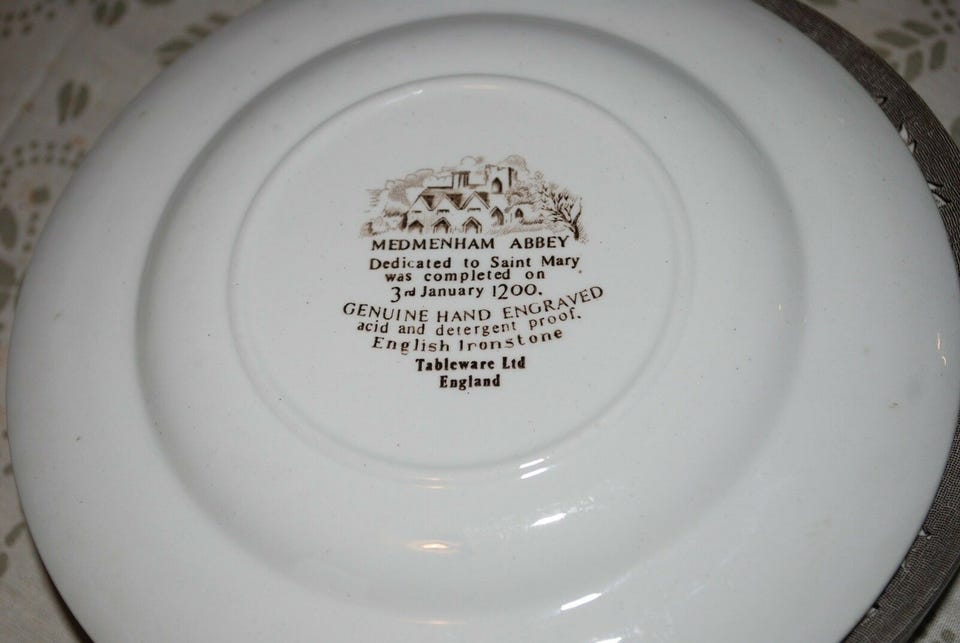 MEDMENHAM ABBEY
Dedicated to Saint Mary
was completed on
3rd January 1200.
GENUINE HAND ENGRAVED
acid and detergent proof.
English Ironstone
Tableware Ltd
England